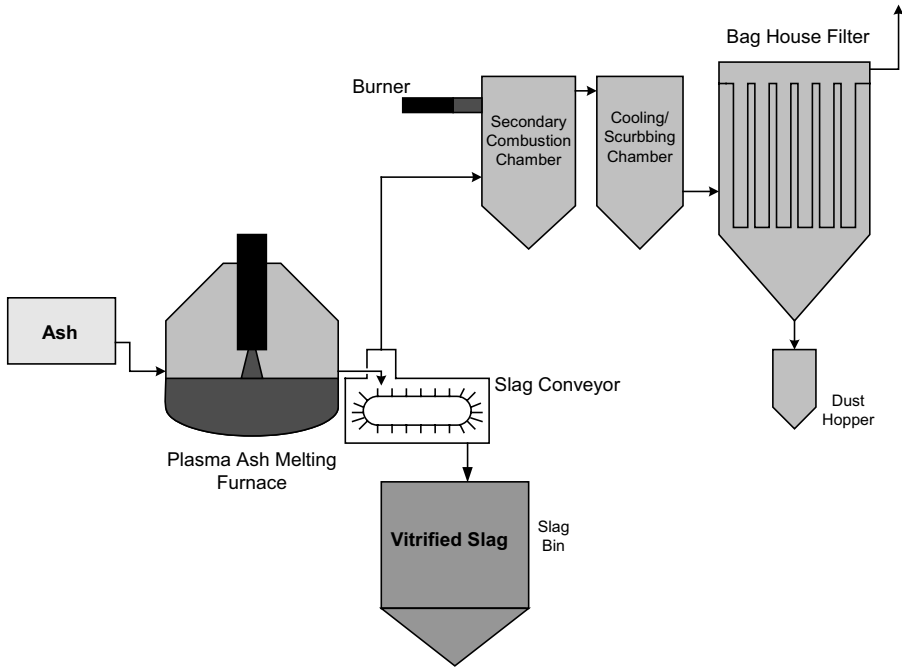 Bag House Filter
Burner
Secondary
Combustion
Chamber
Cooling/
Scurbbing
Chamber
Ash
Slag Conveyor
Dust
Hopper
Plasma Ash Melting
Furnace
Vitrified Slag
Slag
Bin